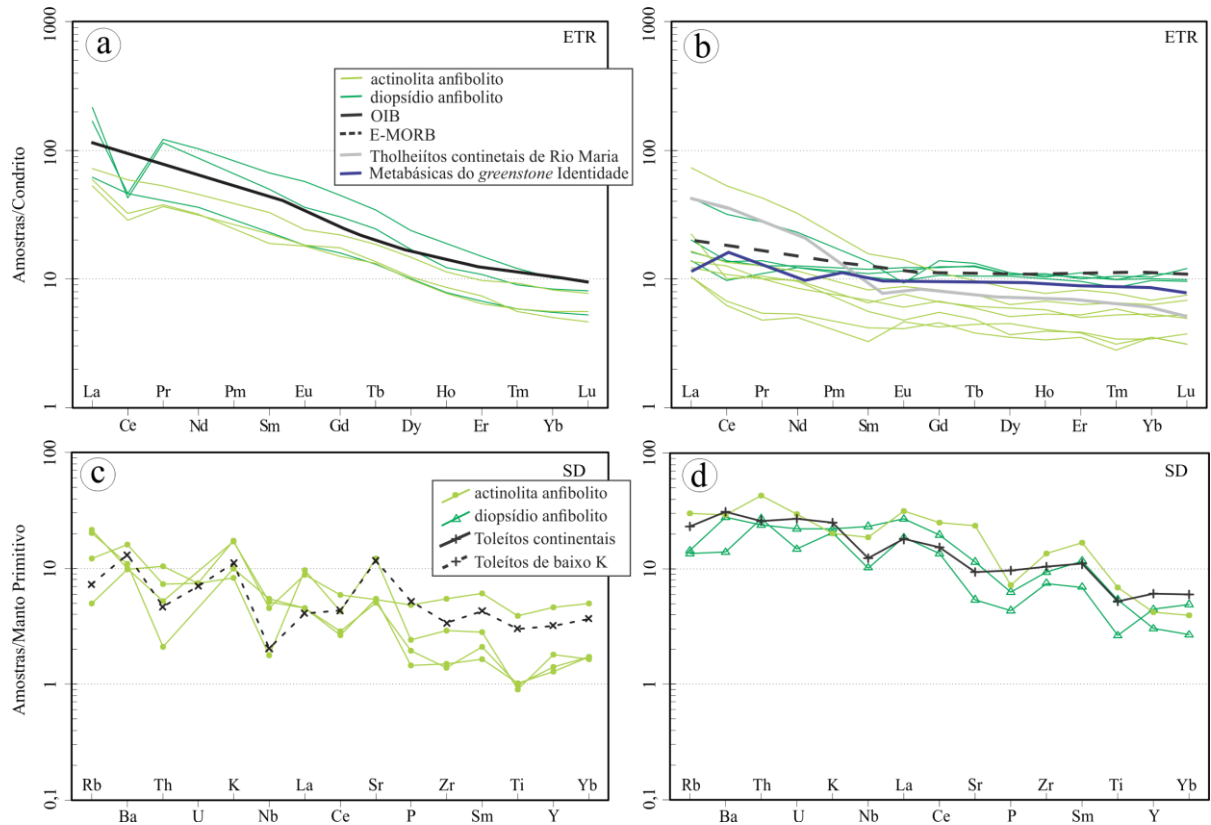 a
ETR
1000
100
10
1
Amostras/Condrito
actinolita anfibolito
diopsídio anfibolito
OIB
E-MORB
Tholheiítos continetais de Rio Maria
Metabásicas do greenstone Identidade
La Pr Pm Eu Tb Ho Tm Lu
Ce Nd Sm Gd Dy Er Yb
b
ETR
1000
100
10
1
La Pr Pm Eu Tb Ho Tm Lu
Ce Nd Sm Gd Dy Er Yb
c
SD
100
10
1
0,1
Amostras/Manto Primitivo
Rb Th K La Sr Zr Ti Yb
Ba U Nb Ce P Sm Y
actinolita anfibolito
diopsídio anfibolito
Toleítos continentais
Toleítos de baixo K
d
SD
100
10
1
0,1
Rb Th K La Sr Zr Ti Yb
Ba U Nb Ce P Sm Y